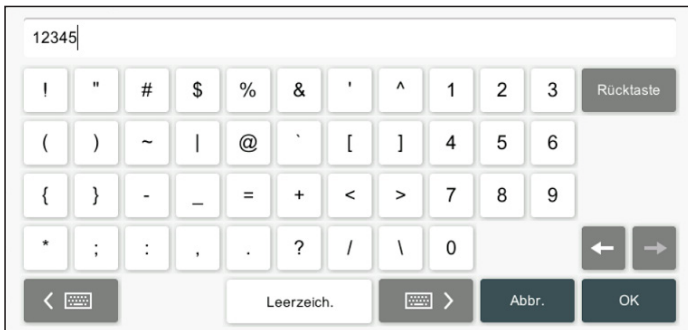 12345
! " # $ % & ' ^ 1 2 3 Rücktaste
( ) ~ | @ ` [ ] 4 5 6
{ } - _ = + < > 7 8 9
* ; : , . ? / \ 0 ← →
< Leerzeich. > Abbr. OK